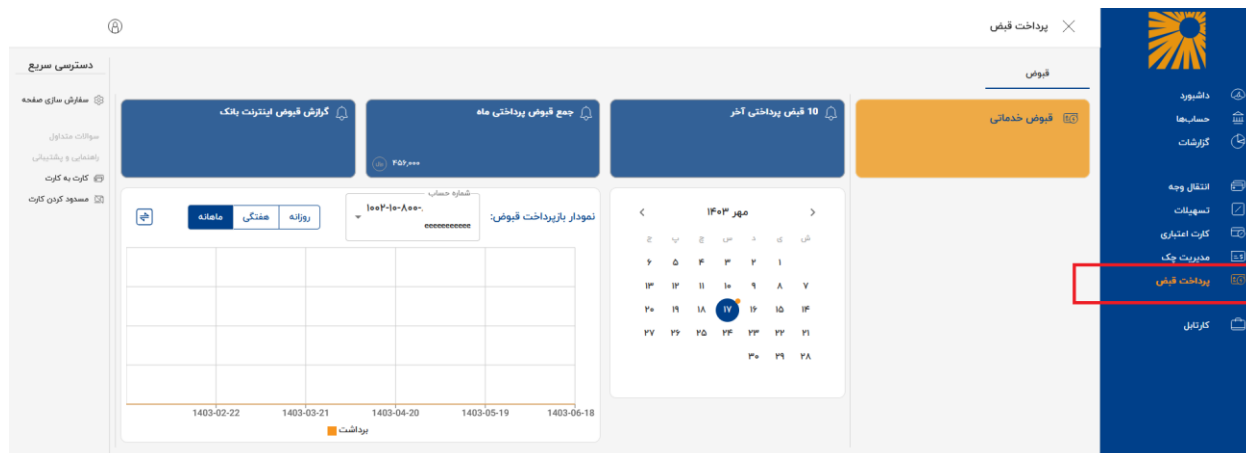 پرداخت قبض
داشبورد
حساب‌ها
گزارشات
انتقال وجه
تسهیلات
کارت اعتباری
مدیریت چک
پرداخت قبض
کارتابل
قبوض
قبوض خدماتی
10 قبض پرداختی آخر
جمع قبوض پرداختی ماه
۴۵۶,۰۰۰
گزارش قبوض اینترنت بانک
مهر ۱۴۰۳
ش ی د س چ پ ج
۱ ۲ ۳ ۴ ۵ ۶
۷ ۸ ۹ ۱۰ ۱۱ ۱۲ ۱۳
۱۴ ۱۵ ۱۶ ۱۷ ۱۸ ۱۹ ۲۰
۲۱ ۲۲ ۲۳ ۲۴ ۲۵ ۲۶ ۲۷
۲۸ ۲۹ ۳۰
نمودار بازپرداخت قبوض:
شماره حساب
۱۰۰۲-۱۰-۸۰۰-.
eeeeeeeeeee
روزانه
هفتگی
ماهانه
1403-02-22 1403-03-21 1403-04-20 1403-05-19 1403-06-18
برداشت
دسترسی سریع
سفارش سازی صفحه
سوالات متداول
راهنمایی و پشتیبانی
کارت به کارت
مسدود کردن کارت